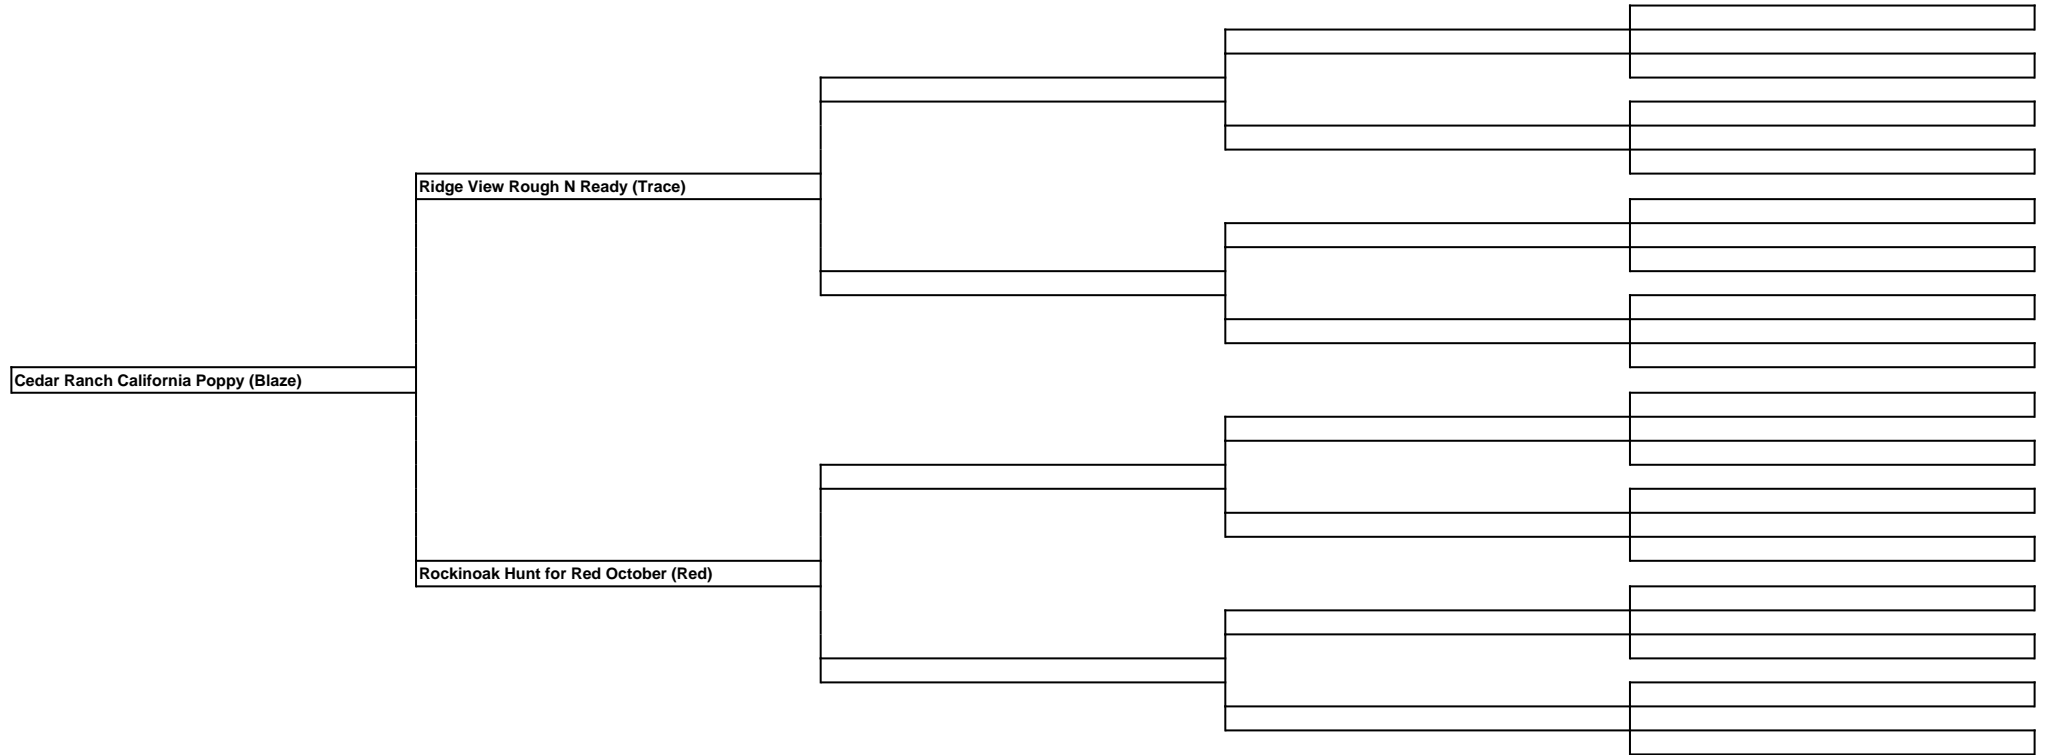 Ridge View Rough N Ready (Trace)
Cedar Ranch California Poppy (Blaze)
Rockinoak Hunt for Red October (Red)